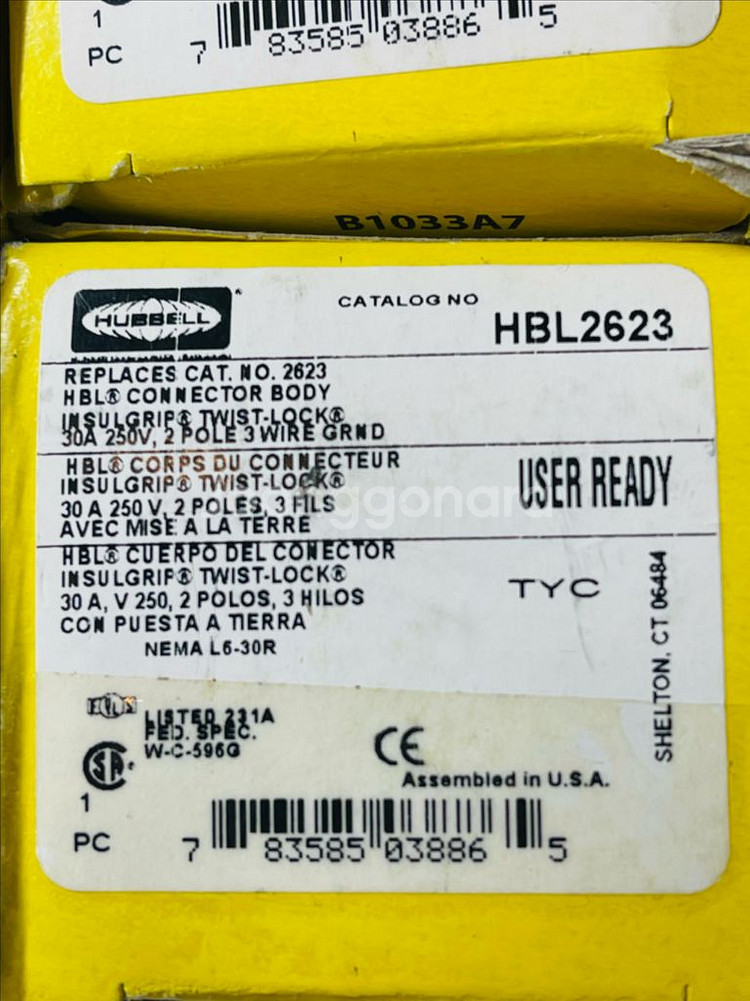 1
PC
7 83585 03886 5
B1033A7
HUBBELL
CATALOG NO
HBL2623
REPLACES CAT. NO. 2623
HBL® CONNECTOR BODY
INSULGRIP® TWIST-LOCK®
30A 250V, 2 POLE 3 WIRE GRND
HBL® CORPS DU CONNECTEUR
INSULGRIP® TWIST-LOCK®
30 A 250 V, 2 POLES, 3 FILS
AVEC MISE A LA TERRE
USER READY
HBL® CUERPO DEL CONECTOR
INSULGRIP® TWIST-LOCK®
30 A, V 250, 2 POLOS, 3 HILOS
CON PUESTA A TIERRA
NEMA L6-30R
TYC
SHELTON, CT 06484
LISTED 231A
FED. SPEC.
W-C-596G
CE
Assembled in U.S.A.
1
PC
7 83585 03886 5